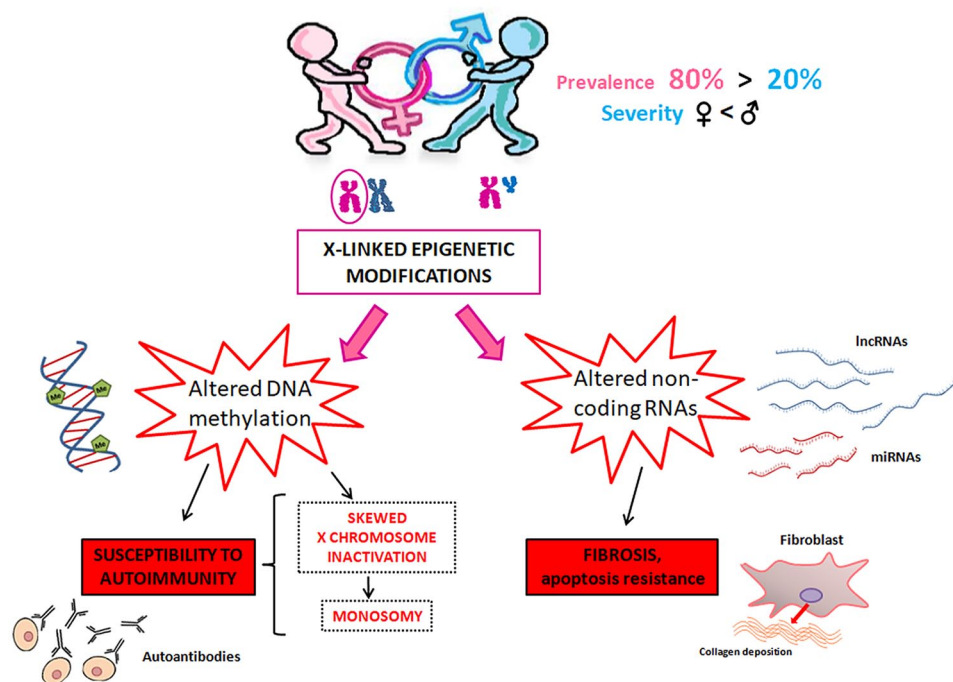 Prevalence 80% > 20%
Severity ♀ < ♂
X-LINKED EPIGENETIC
MODIFICATIONS
Altered DNA
methylation
Me
Me
Me
Altered non-
coding RNAs
lncRNAs
miRNAs
SUSCEPTIBILITY TO
AUTOIMMUNITY
SKEWED
X CHROMOSOME
INACTIVATION
MONOSOMY
Autoantibodies
FIBROSIS,
apoptosis resistance
Fibroblast
Collagen deposition